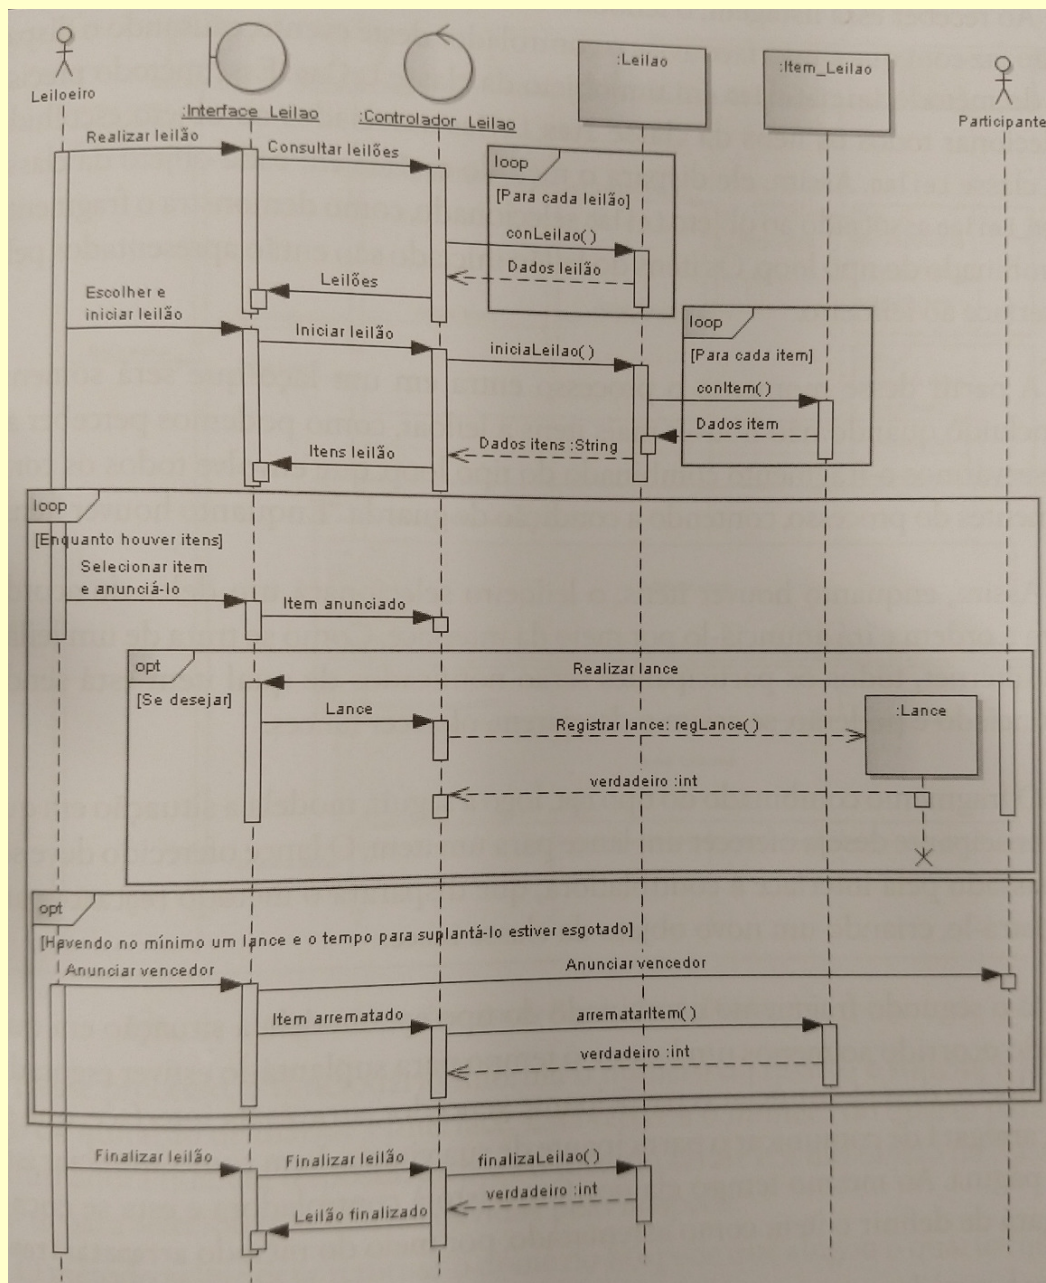 Leiloeiro
:Interface_Leilao
:Controlador_Leilao
:Leilao
:Item_Leilao
Participante
Realizar leilão
Consultar leilões
loop
[Para cada leilão]
conLeilao()
Dados leilão
Leilões
Escolher e
iniciar leilão
Iniciar leilão
iniciaLeilao()
loop
[Para cada item]
conItem()
Dados item
Dados itens :String
Itens leilão
loop
[Enquanto houver itens]
Selecionar item
e anunciá-lo
Item anunciado
opt
[Se desejar]
Realizar lance
Lance
Registrar lance: regLance()
:Lance
verdadeiro :int
opt
[Havendo no mínimo um lance e o tempo para suplantá-lo estiver esgotado]
Anunciar vencedor
Anunciar vencedor
Item arrematado
arrematarItem()
verdadeiro :int
Finalizar leilão
Finalizar leilão
finalizaLeilao()
verdadeiro :int
Leilão finalizado